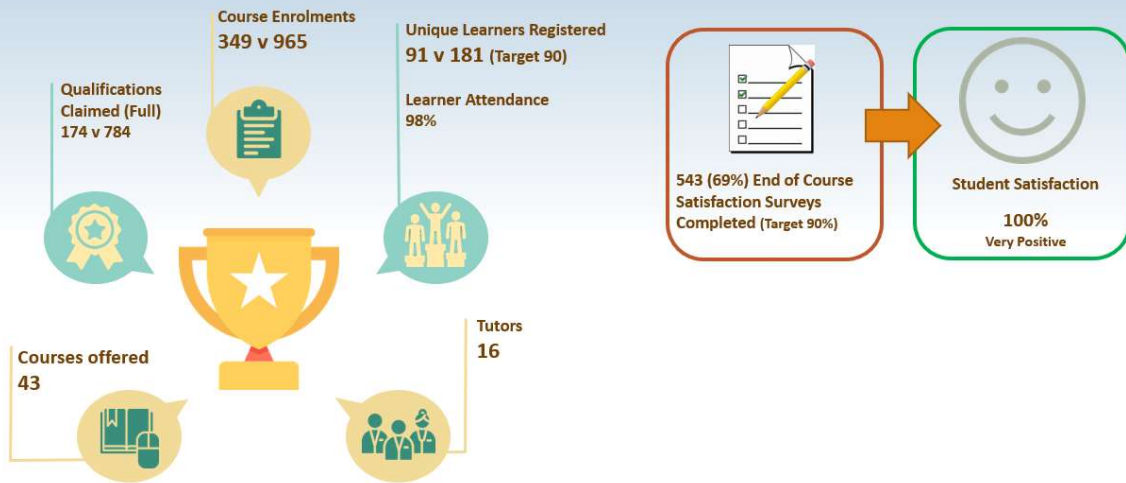 Course Enrolments
349 v 965
Unique Learners Registered
91 v 181 (Target 90)
Learner Attendance
98%
Qualifications
Claimed (Full)
174 v 784
Courses offered
43
Tutors
16
543 (69%) End of Course
Satisfaction Surveys
Completed (Target 90%)
Student Satisfaction
100%
Very Positive